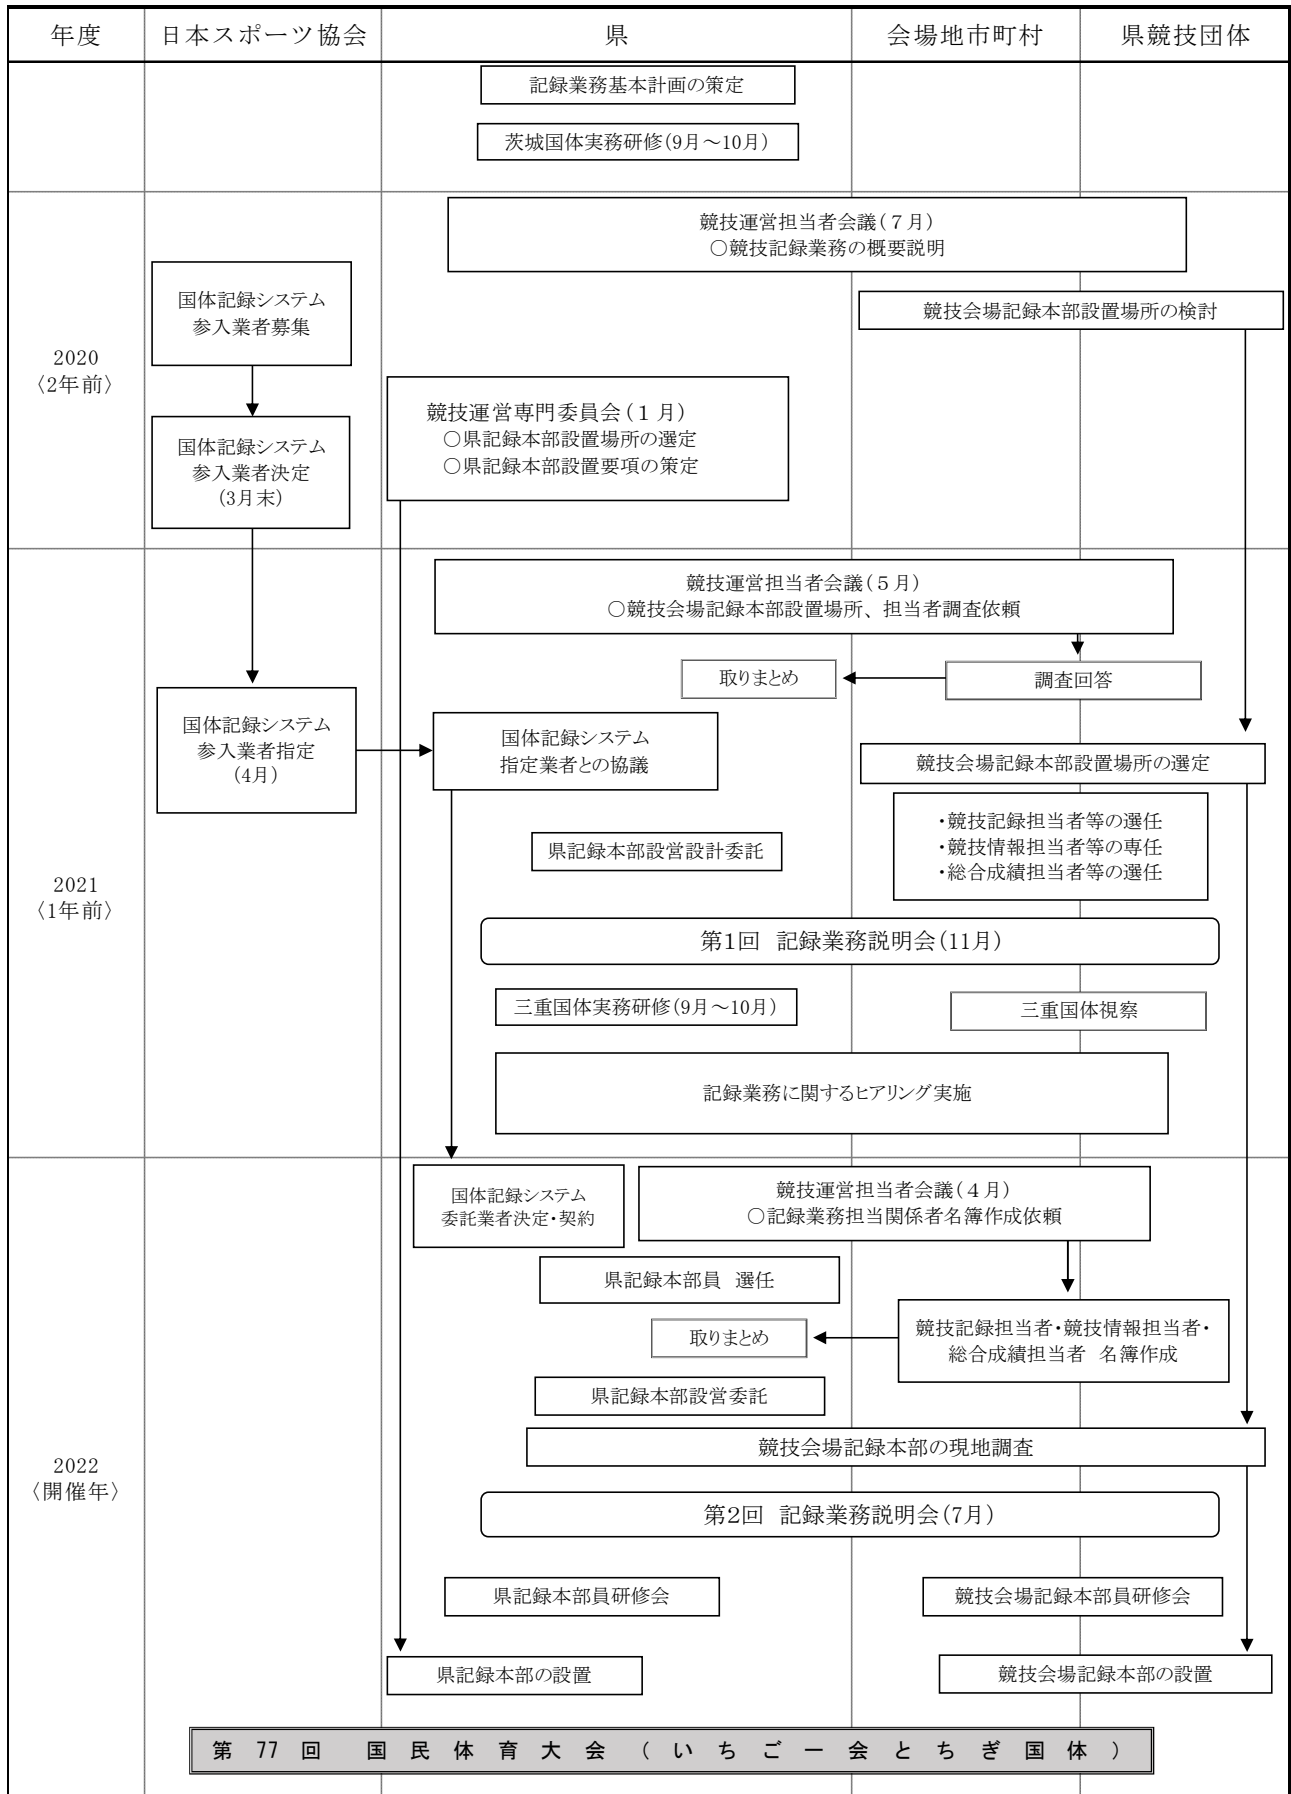 年度
日本スポーツ協会
県
会場地市町村
県競技団体
記録業務基本計画の策定
茨城国体実務研修(9月～10月)
2020
〈2年前〉
競技運営担当者会議(７月)
○競技記録業務の概要説明
国体記録システム
参入業者募集
競技会場記録本部設置場所の検討
競技運営専門委員会(１月)
○県記録本部設置場所の選定
○県記録本部設置要項の策定
国体記録システム
参入業者決定
(3月末)
2021
〈1年前〉
競技運営担当者会議(５月)
○競技会場記録本部設置場所、担当者調査依頼
取りまとめ
調査回答
国体記録システム
参入業者指定
(4月)
国体記録システム
指定業者との協議
競技会場記録本部設置場所の選定
・競技記録担当者等の選任
・競技情報担当者等の専任
・総合成績担当者等の選任
県記録本部設営設計委託
第1回　記録業務説明会(11月)
三重国体実務研修(9月～10月)
三重国体視察
記録業務に関するヒアリング実施
2022
〈開催年〉
国体記録システム
委託業者決定・契約
競技運営担当者会議(４月)
○記録業務担当関係者名簿作成依頼
県記録本部員　選任
取りまとめ
競技記録担当者・競技情報担当者・
総合成績担当者　名簿作成
県記録本部設営委託
競技会場記録本部の現地調査
第2回　記録業務説明会(7月)
県記録本部員研修会
競技会場記録本部員研修会
県記録本部の設置
競技会場記録本部の設置
第77回　国民体育大会(いちご一会とちぎ国体)